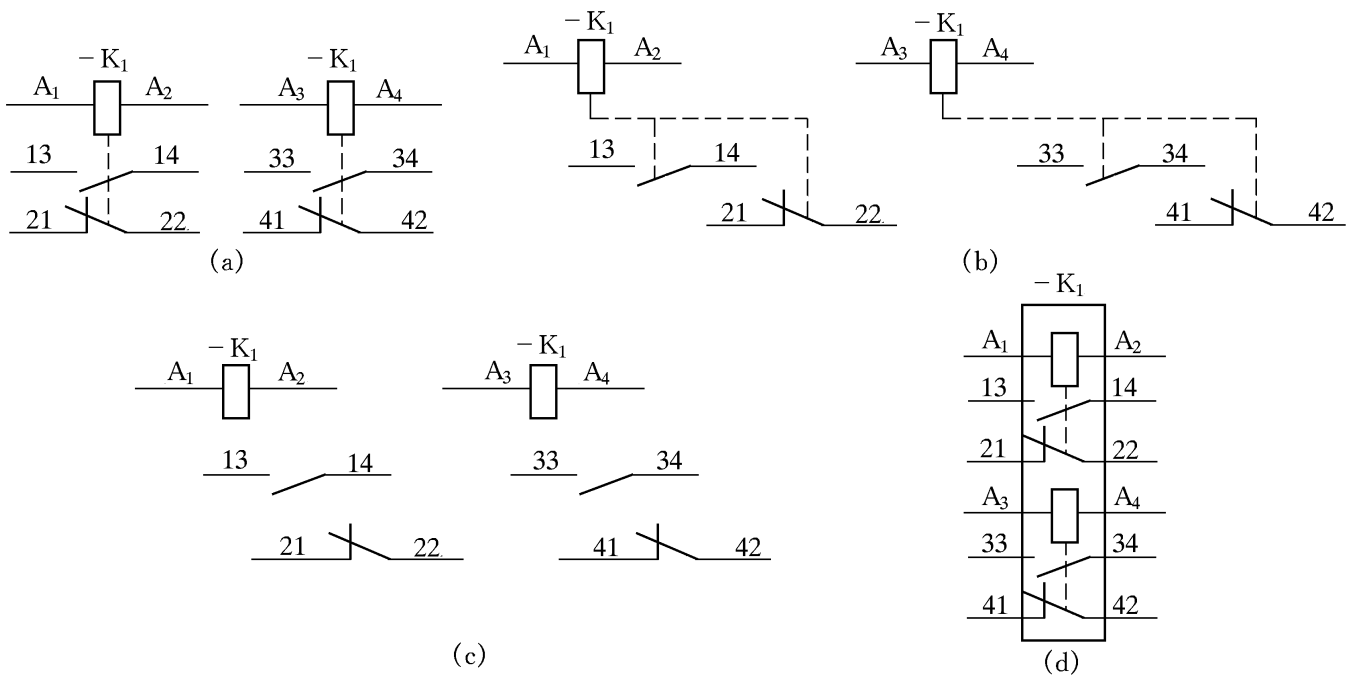 －K₁ －K₁
A₁ A₂ A₃ A₄
13 14 33 34
21 22 41 42
(a)
－K₁ －K₁
A₁ A₂ A₃ A₄
13 14 33 34
21 22 41 42
(b)
－K₁ －K₁
A₁ A₂ A₃ A₄
13 14 33 34
21 22 41 42
(c)
－K₁
A₁ A₂
13 14
21 22
A₃ A₄
33 34
41 42
(d)